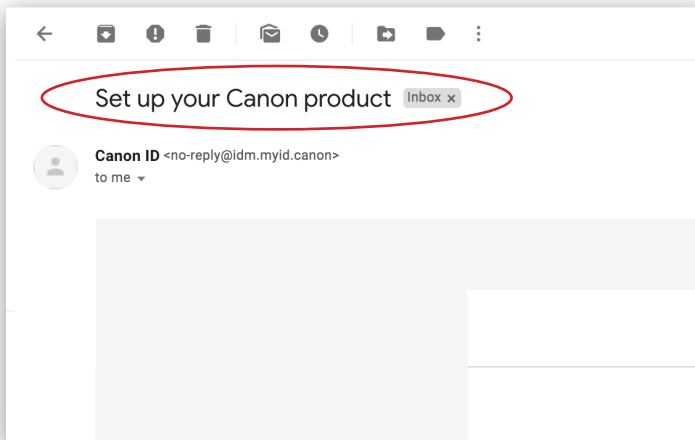 Set up your Canon product Inbox x
Canon ID <no-reply@idm.myid.canon>
to me